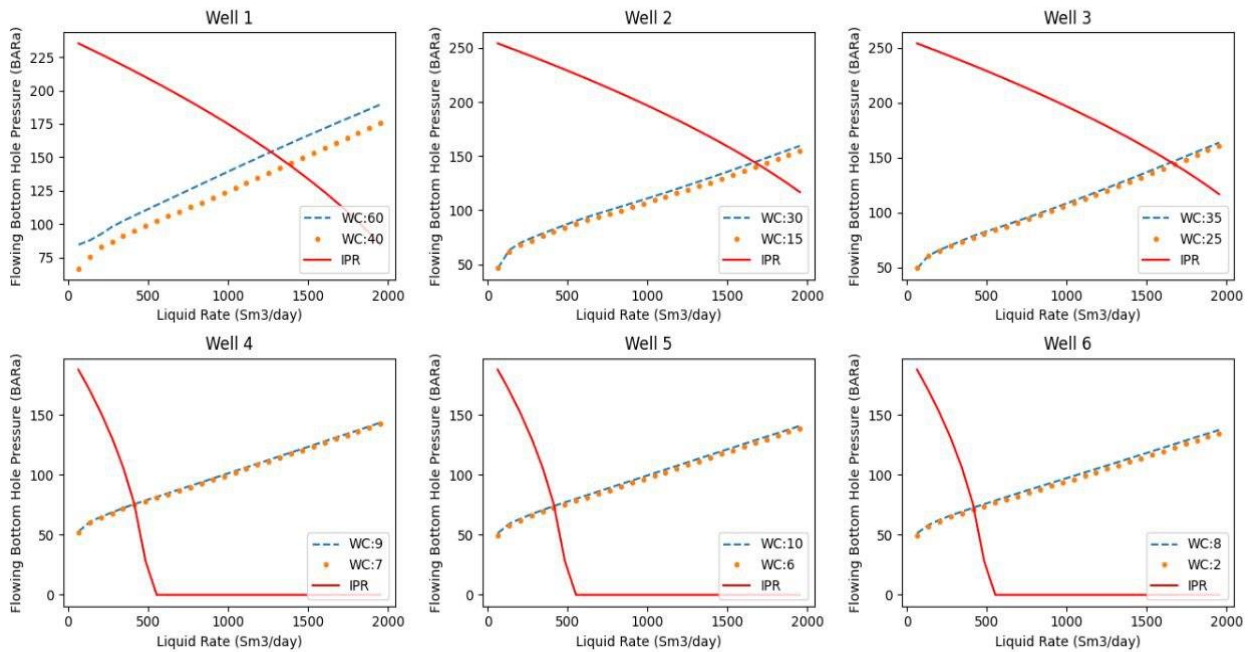 Well 1
Flowing Bottom Hole Pressure (BARa)
225
200
175
150
125
100
75
0
500
1000
1500
2000
Liquid Rate (Sm3/day)
WC:60
WC:40
IPR
Well 2
Flowing Bottom Hole Pressure (BARa)
250
200
150
100
50
0
500
1000
1500
2000
Liquid Rate (Sm3/day)
WC:30
WC:15
IPR
Well 3
Flowing Bottom Hole Pressure (BARa)
250
200
150
100
50
0
500
1000
1500
2000
Liquid Rate (Sm3/day)
WC:35
WC:25
IPR
Well 4
Flowing Bottom Hole Pressure (BARa)
150
100
50
0
0
500
1000
1500
2000
Liquid Rate (Sm3/day)
WC:9
WC:7
IPR
Well 5
Flowing Bottom Hole Pressure (BARa)
150
100
50
0
0
500
1000
1500
2000
Liquid Rate (Sm3/day)
WC:10
WC:6
IPR
Well 6
Flowing Bottom Hole Pressure (BARa)
150
100
50
0
0
500
1000
1500
2000
Liquid Rate (Sm3/day)
WC:8
WC:2
IPR